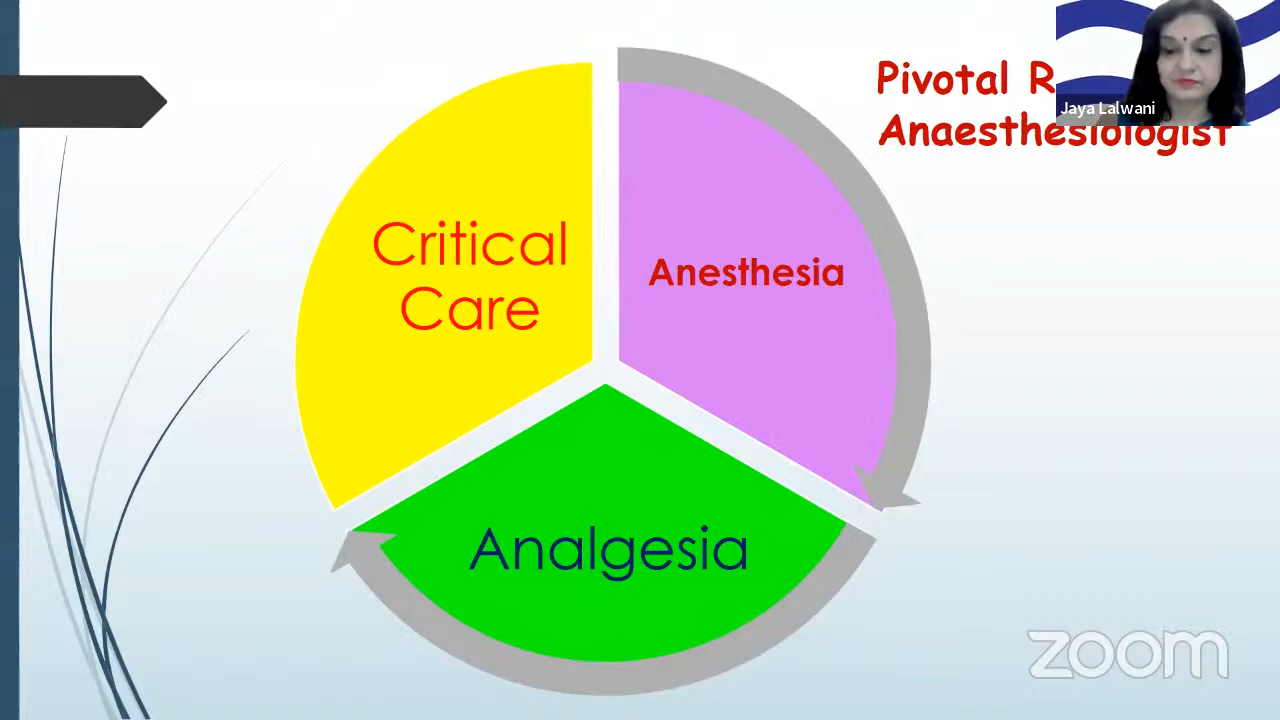 Pivotal R
Anaesthesiologist
Jaya Lalwani
Critical
Care
Anesthesia
Analgesia
zoom